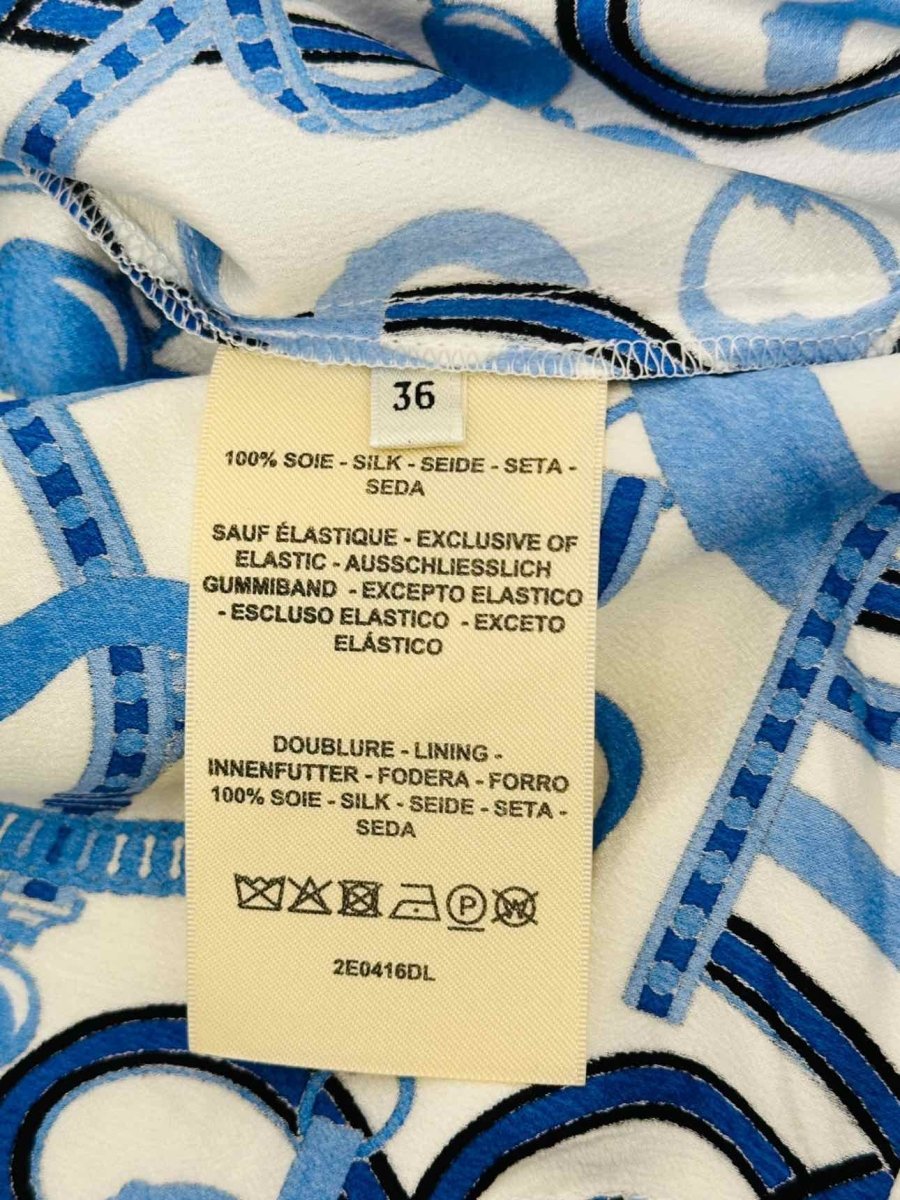 36
100% SOIE - SILK - SEIDE - SETA -
SEDA
SAUF ÉLASTIQUE - EXCLUSIVE OF
ELASTIC - AUSSCHLIESSLICH
GUMMIBAND - EXCEPTO ELASTICO
- ESCLUSO ELASTICO - EXCETO
ELÁSTICO
DOUBLURE - LINING -
INNENFUTTER - FODERA - FORRO
100% SOIE - SILK - SEIDE - SETA -
SEDA
P W
2E0416DL